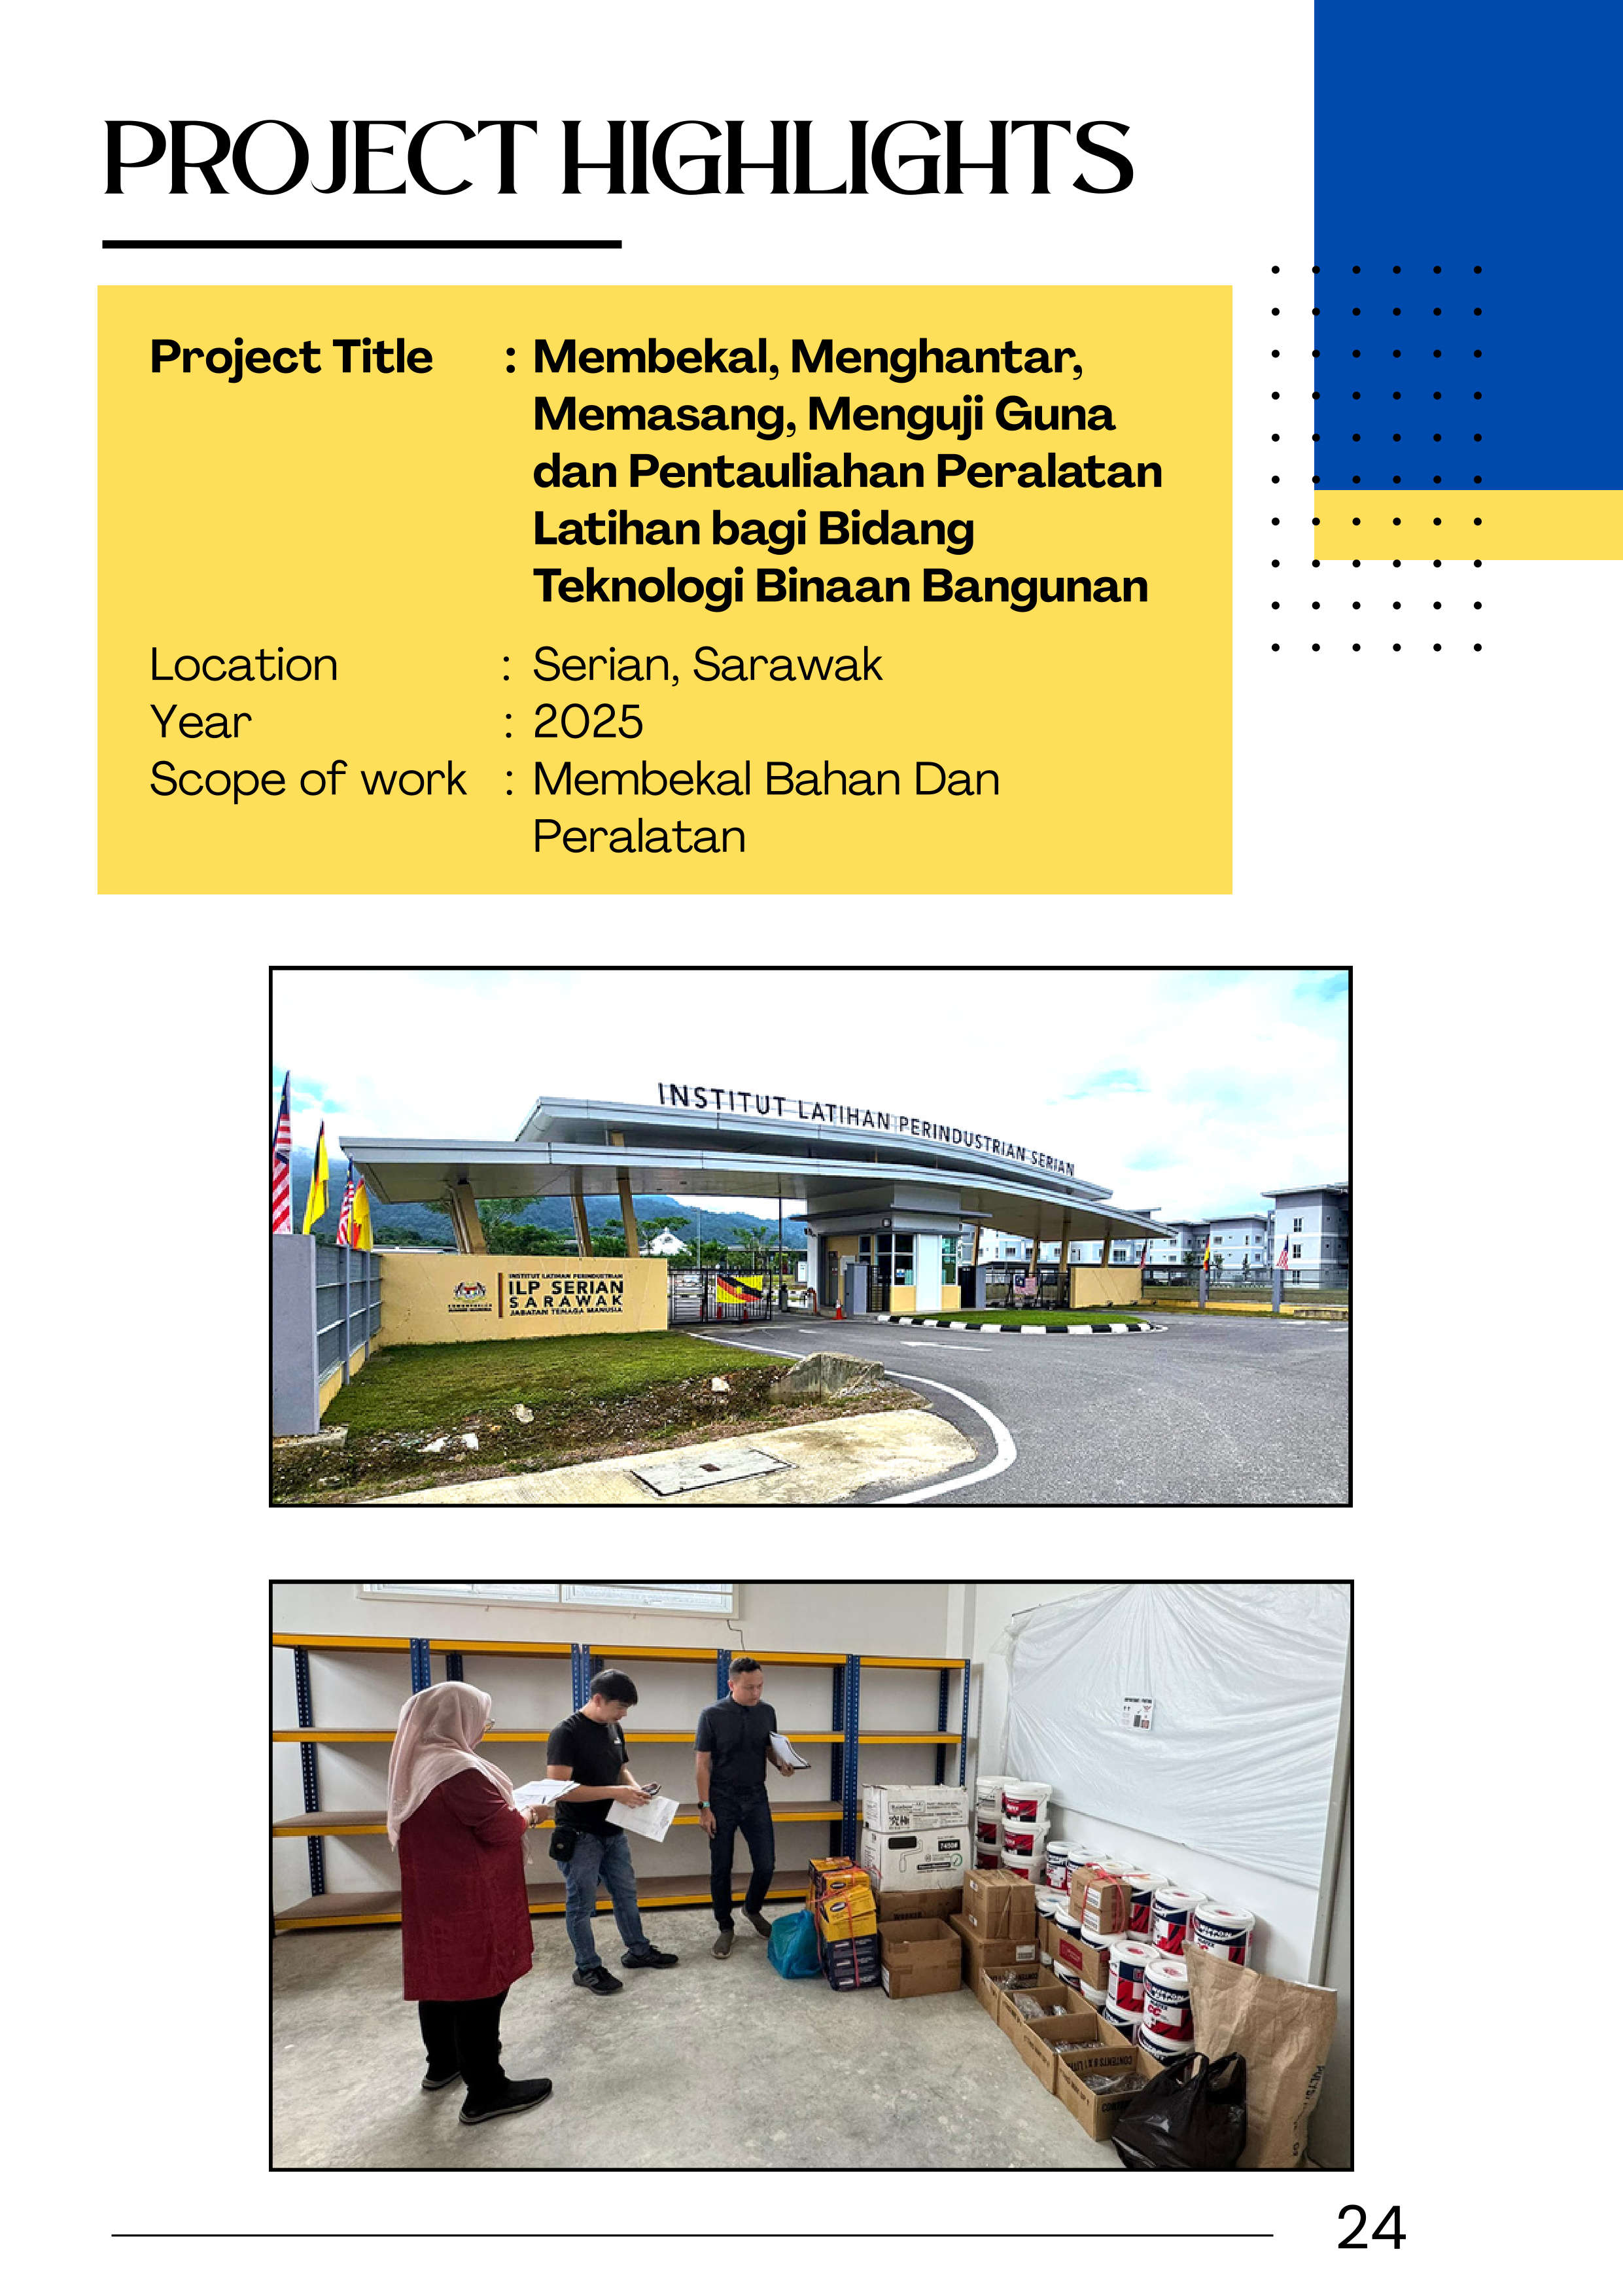 PROJECT HIGHLIGHTS
Project Title : Membekal, Menghantar,
Memasang, Menguji Guna
dan Pentauliahan Peralatan
Latihan bagi Bidang
Teknologi Binaan Bangunan
Location : Serian, Sarawak
Year : 2025
Scope of work : Membekal Bahan Dan
Peralatan
INSTITUT LATIHAN PERINDUSTRIAN SERIAN
INSTITUT LATIHAN PERINDUSTRIAN
ILP SERIAN
SARAWAK
JABATAN TENAGA MANUSIA
24